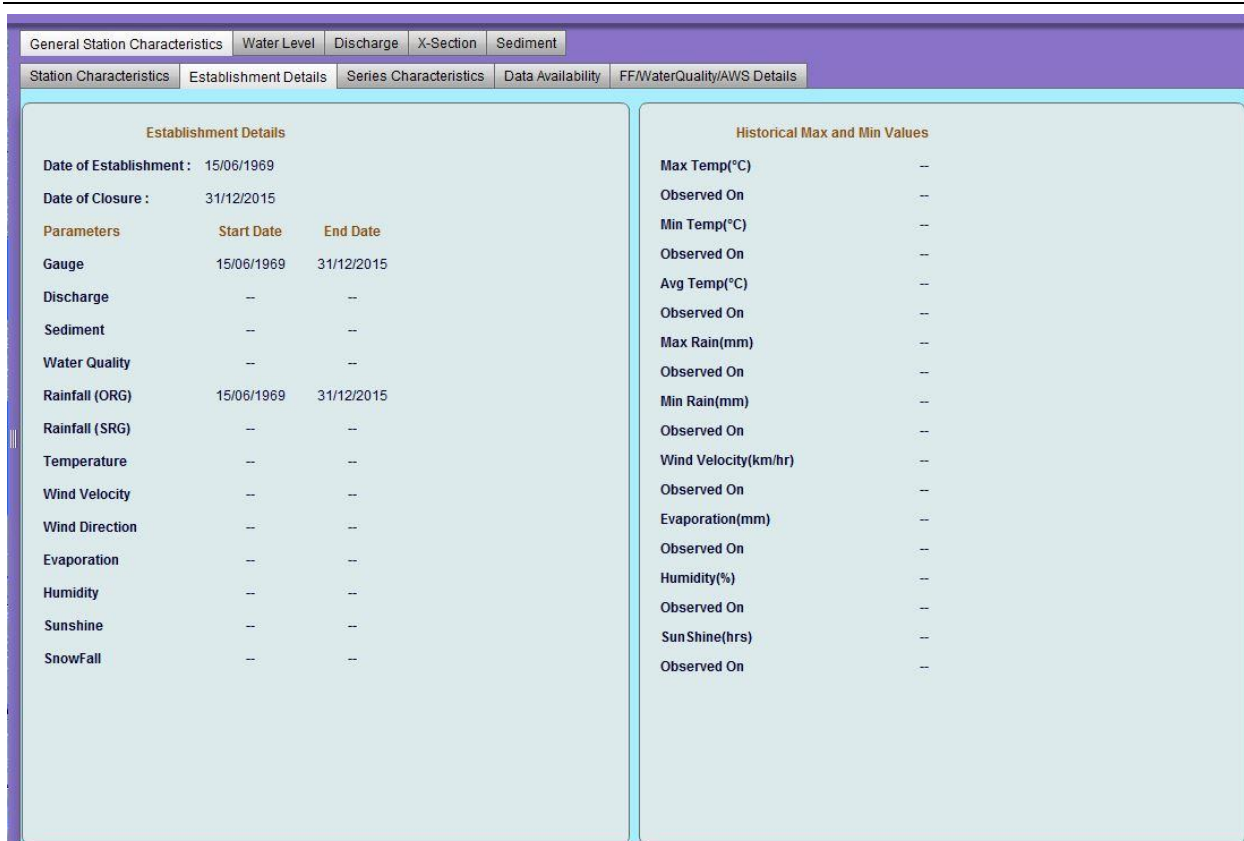 General Station Characteristics Water Level Discharge X-Section Sediment
Station Characteristics Establishment Details Series Characteristics Data Availability FF/WaterQuality/AWS Details
Establishment Details
Date of Establishment : 15/06/1969
Date of Closure : 31/12/2015
Parameters Start Date End Date
Gauge 15/06/1969 31/12/2015
Discharge -- --
Sediment -- --
Water Quality -- --
Rainfall (ORG) 15/06/1969 31/12/2015
Rainfall (SRG) -- --
Temperature -- --
Wind Velocity -- --
Wind Direction -- --
Evaporation -- --
Humidity -- --
Sunshine -- --
SnowFall -- --
Historical Max and Min Values
Max Temp(°C) --
Observed On --
Min Temp(°C) --
Observed On --
Avg Temp(°C) --
Observed On --
Max Rain(mm) --
Observed On --
Min Rain(mm) --
Observed On --
Wind Velocity(km/hr) --
Observed On --
Evaporation(mm) --
Observed On --
Humidity(%) --
Observed On --
SunShine(hrs) --
Observed On --